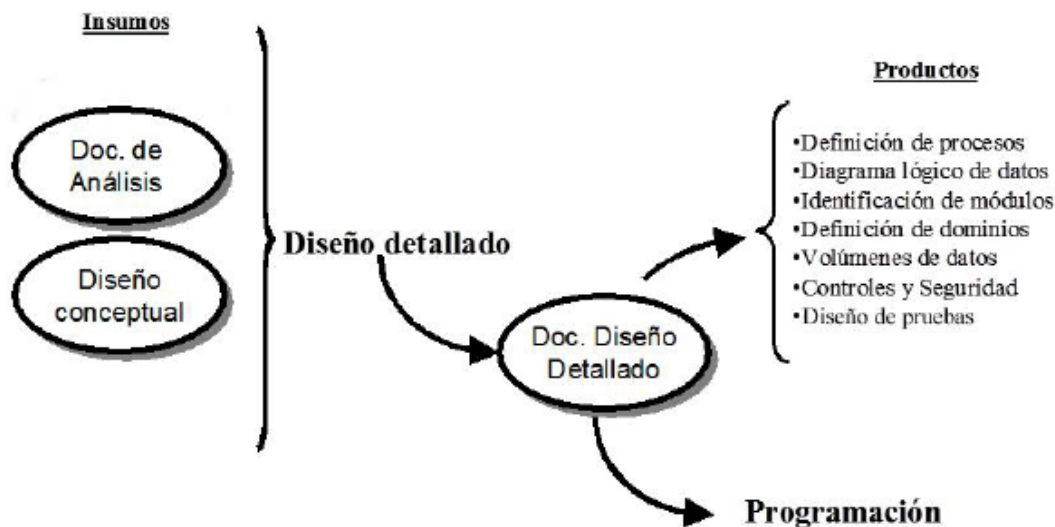 Insumos
Doc. de
Análisis
Diseño
conceptual
Diseño detallado
Doc. Diseño
Detallado
Productos
•Definición de procesos
•Diagrama lógico de datos
•Identificación de módulos
•Definición de dominios
•Volúmenes de datos
•Controles y Seguridad
•Diseño de pruebas
Programación